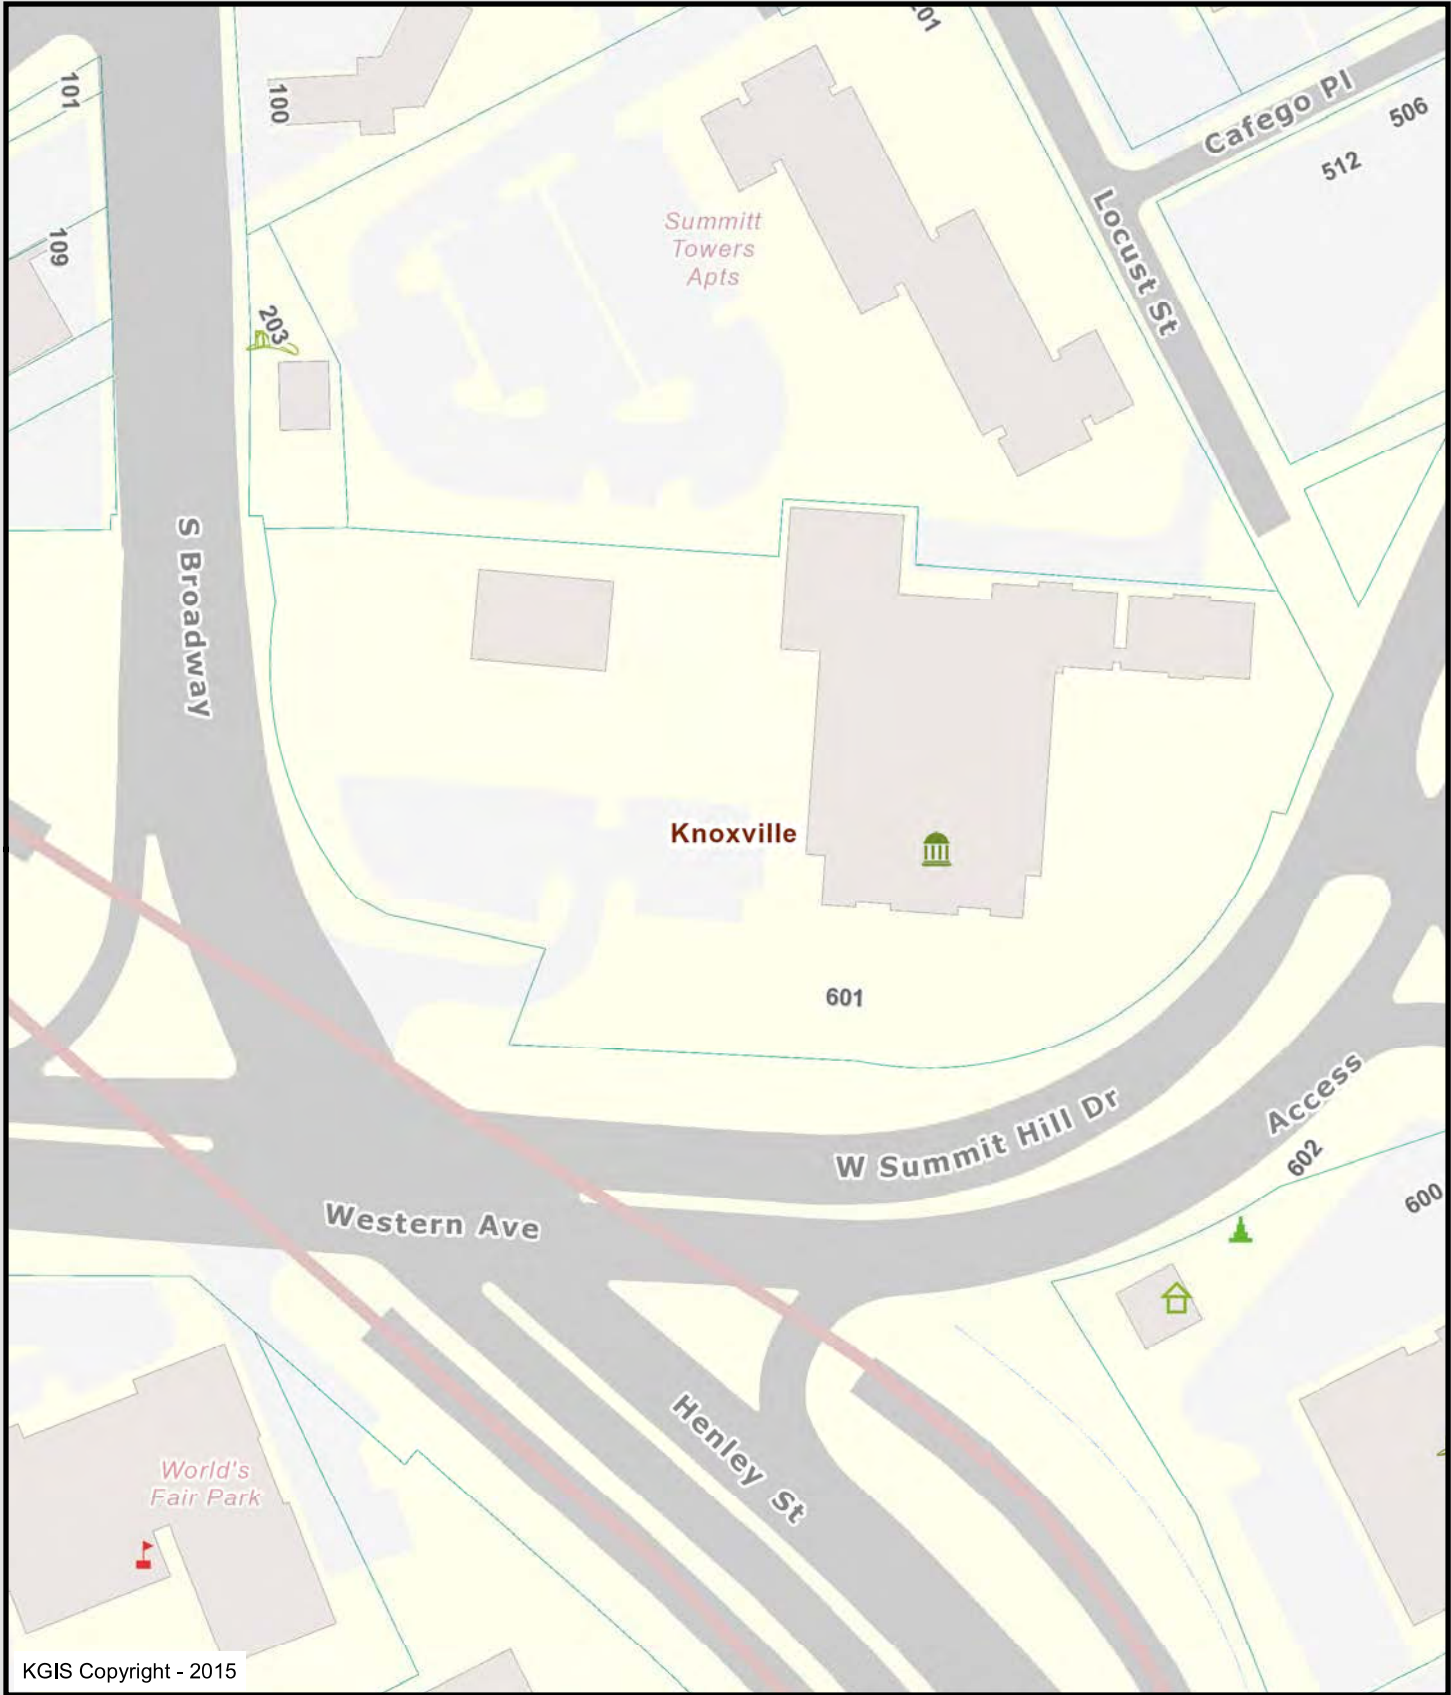 101
100
Cafego Pl
506
512
Locust St
109
Summitt
Towers
Apts
203
S Broadway
Knoxville
601
W Summit Hill Dr
Access
602
600
Western Ave
Henley St
World's
Fair Park
KGIS Copyright - 2015